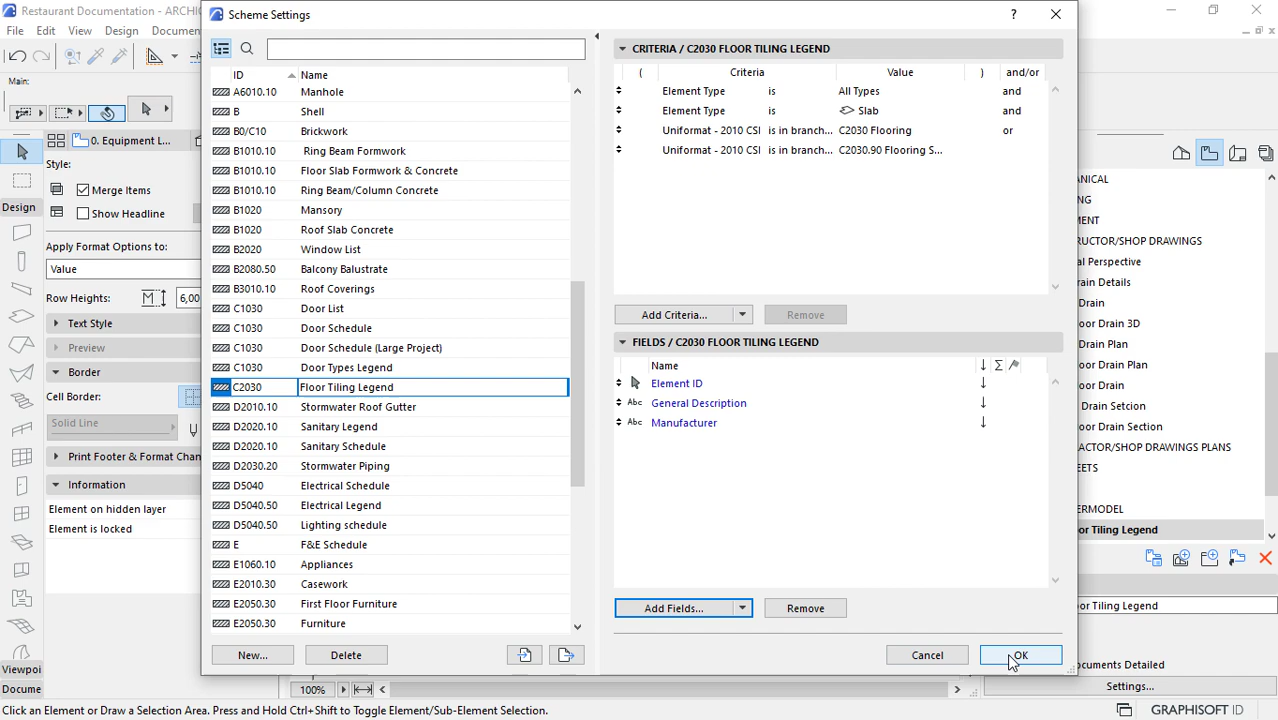 Restaurant Documentation - ARCHIC
File Edit View Design Documen
Main:
0. Equipment L...
Style:
Merge Items
Design
Show Headline
Apply Format Options to:
Value
Row Heights: 6,00
Text Style
Preview
Border
Cell Border:
Solid Line
Print Footer & Format Chan
Information
Element on hidden layer
Element is locked
Viewpoi
Docume
Scheme Settings
?
ID Name
A6010.10 Manhole
B Shell
B0/C10 Brickwork
B1010.10 Ring Beam Formwork
B1010.10 Floor Slab Formwork & Concrete
B1010.10 Ring Beam/Column Concrete
B1020 Mansory
B1020 Roof Slab Concrete
B2020 Window List
B2080.50 Balcony Balustrate
B3010.10 Roof Coverings
C1030 Door List
C1030 Door Schedule
C1030 Door Schedule (Large Project)
C1030 Door Types Legend
C2030 Floor Tiling Legend
D2010.10 Stormwater Roof Gutter
D2020.10 Sanitary Legend
D2020.10 Sanitary Schedule
D2030.20 Stormwater Piping
D5040 Electrical Schedule
D5040.50 Electrical Legend
D5040.50 Lighting schedule
E F&E Schedule
E1060.10 Appliances
E2010.30 Casework
E2050.30 First Floor Furniture
E2050.30 Furniture
New... Delete
CRITERIA / C2030 FLOOR TILING LEGEND
( Criteria Value ) and/or
Element Type is All Types and
Element Type is Slab and
Uniformat - 2010 CSI is in branch... C2030 Flooring or
Uniformat - 2010 CSI is in branch... C2030.90 Flooring S...
Add Criteria... Remove
FIELDS / C2030 FLOOR TILING LEGEND
Name Σ
Element ID
Abc General Description
Abc Manufacturer
Add Fields... Remove
Cancel OK
ANICAL
NG
MENT
RUCTOR/SHOP DRAWINGS
al Perspective
rm Details
Drain
oor Drain 3D
oor Drain Plan
oor Drain Plan
Drain Setcion
Drain Section
ACTOR/SHOP DRAWINGS PLANS
EETS
ERMODEL
or Tiling Legend
or Tiling Legend
ocuments Detailed
Settings...
100%
Click an Element or Draw a Selection Area. Press and Hold Ctrl+Shift to Toggle Element/Sub-Element Selection.
GRAPHISOFT ID